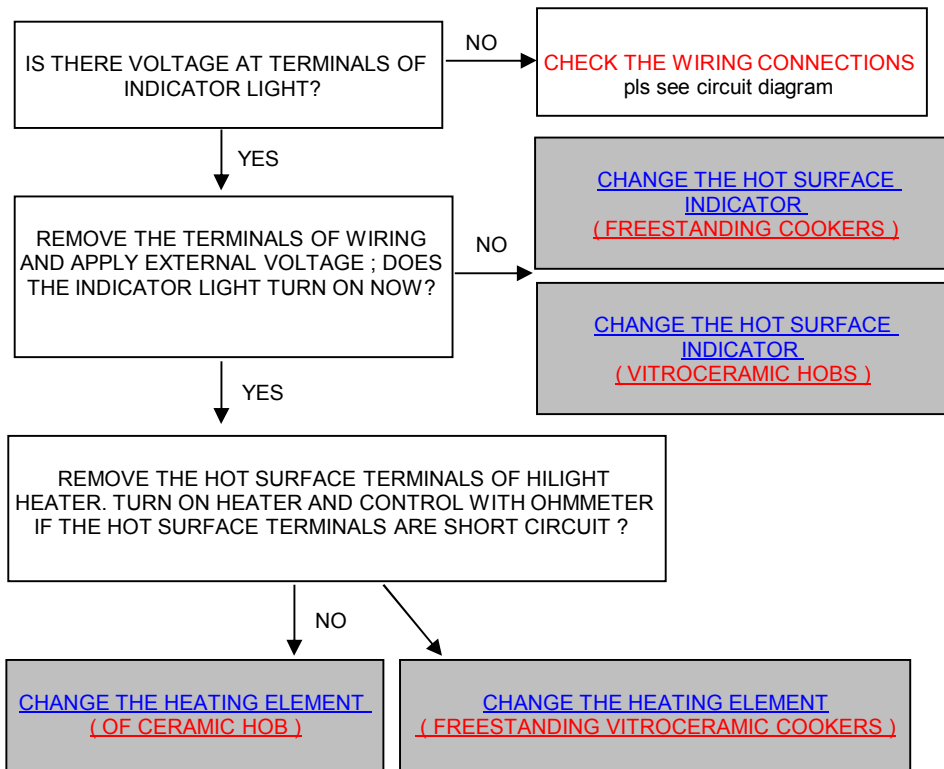 IS THERE VOLTAGE AT TERMINALS OF
INDICATOR LIGHT?
NO
CHECK THE WIRING CONNECTIONS
pls see circuit diagram
YES
CHANGE THE HOT SURFACE
INDICATOR
( FREESTANDING COOKERS )
REMOVE THE TERMINALS OF WIRING
AND APPLY EXTERNAL VOLTAGE ; DOES
THE INDICATOR LIGHT TURN ON NOW?
NO
CHANGE THE HOT SURFACE
INDICATOR
( VITROCERAMIC HOBS )
YES
REMOVE THE HOT SURFACE TERMINALS OF HILIGHT
HEATER. TURN ON HEATER AND CONTROL WITH OHMMETER
IF THE HOT SURFACE TERMINALS ARE SHORT CIRCUIT ?
NO
CHANGE THE HEATING ELEMENT
( OF CERAMIC HOB )
CHANGE THE HEATING ELEMENT
( FREESTANDING VITROCERAMIC COOKERS )